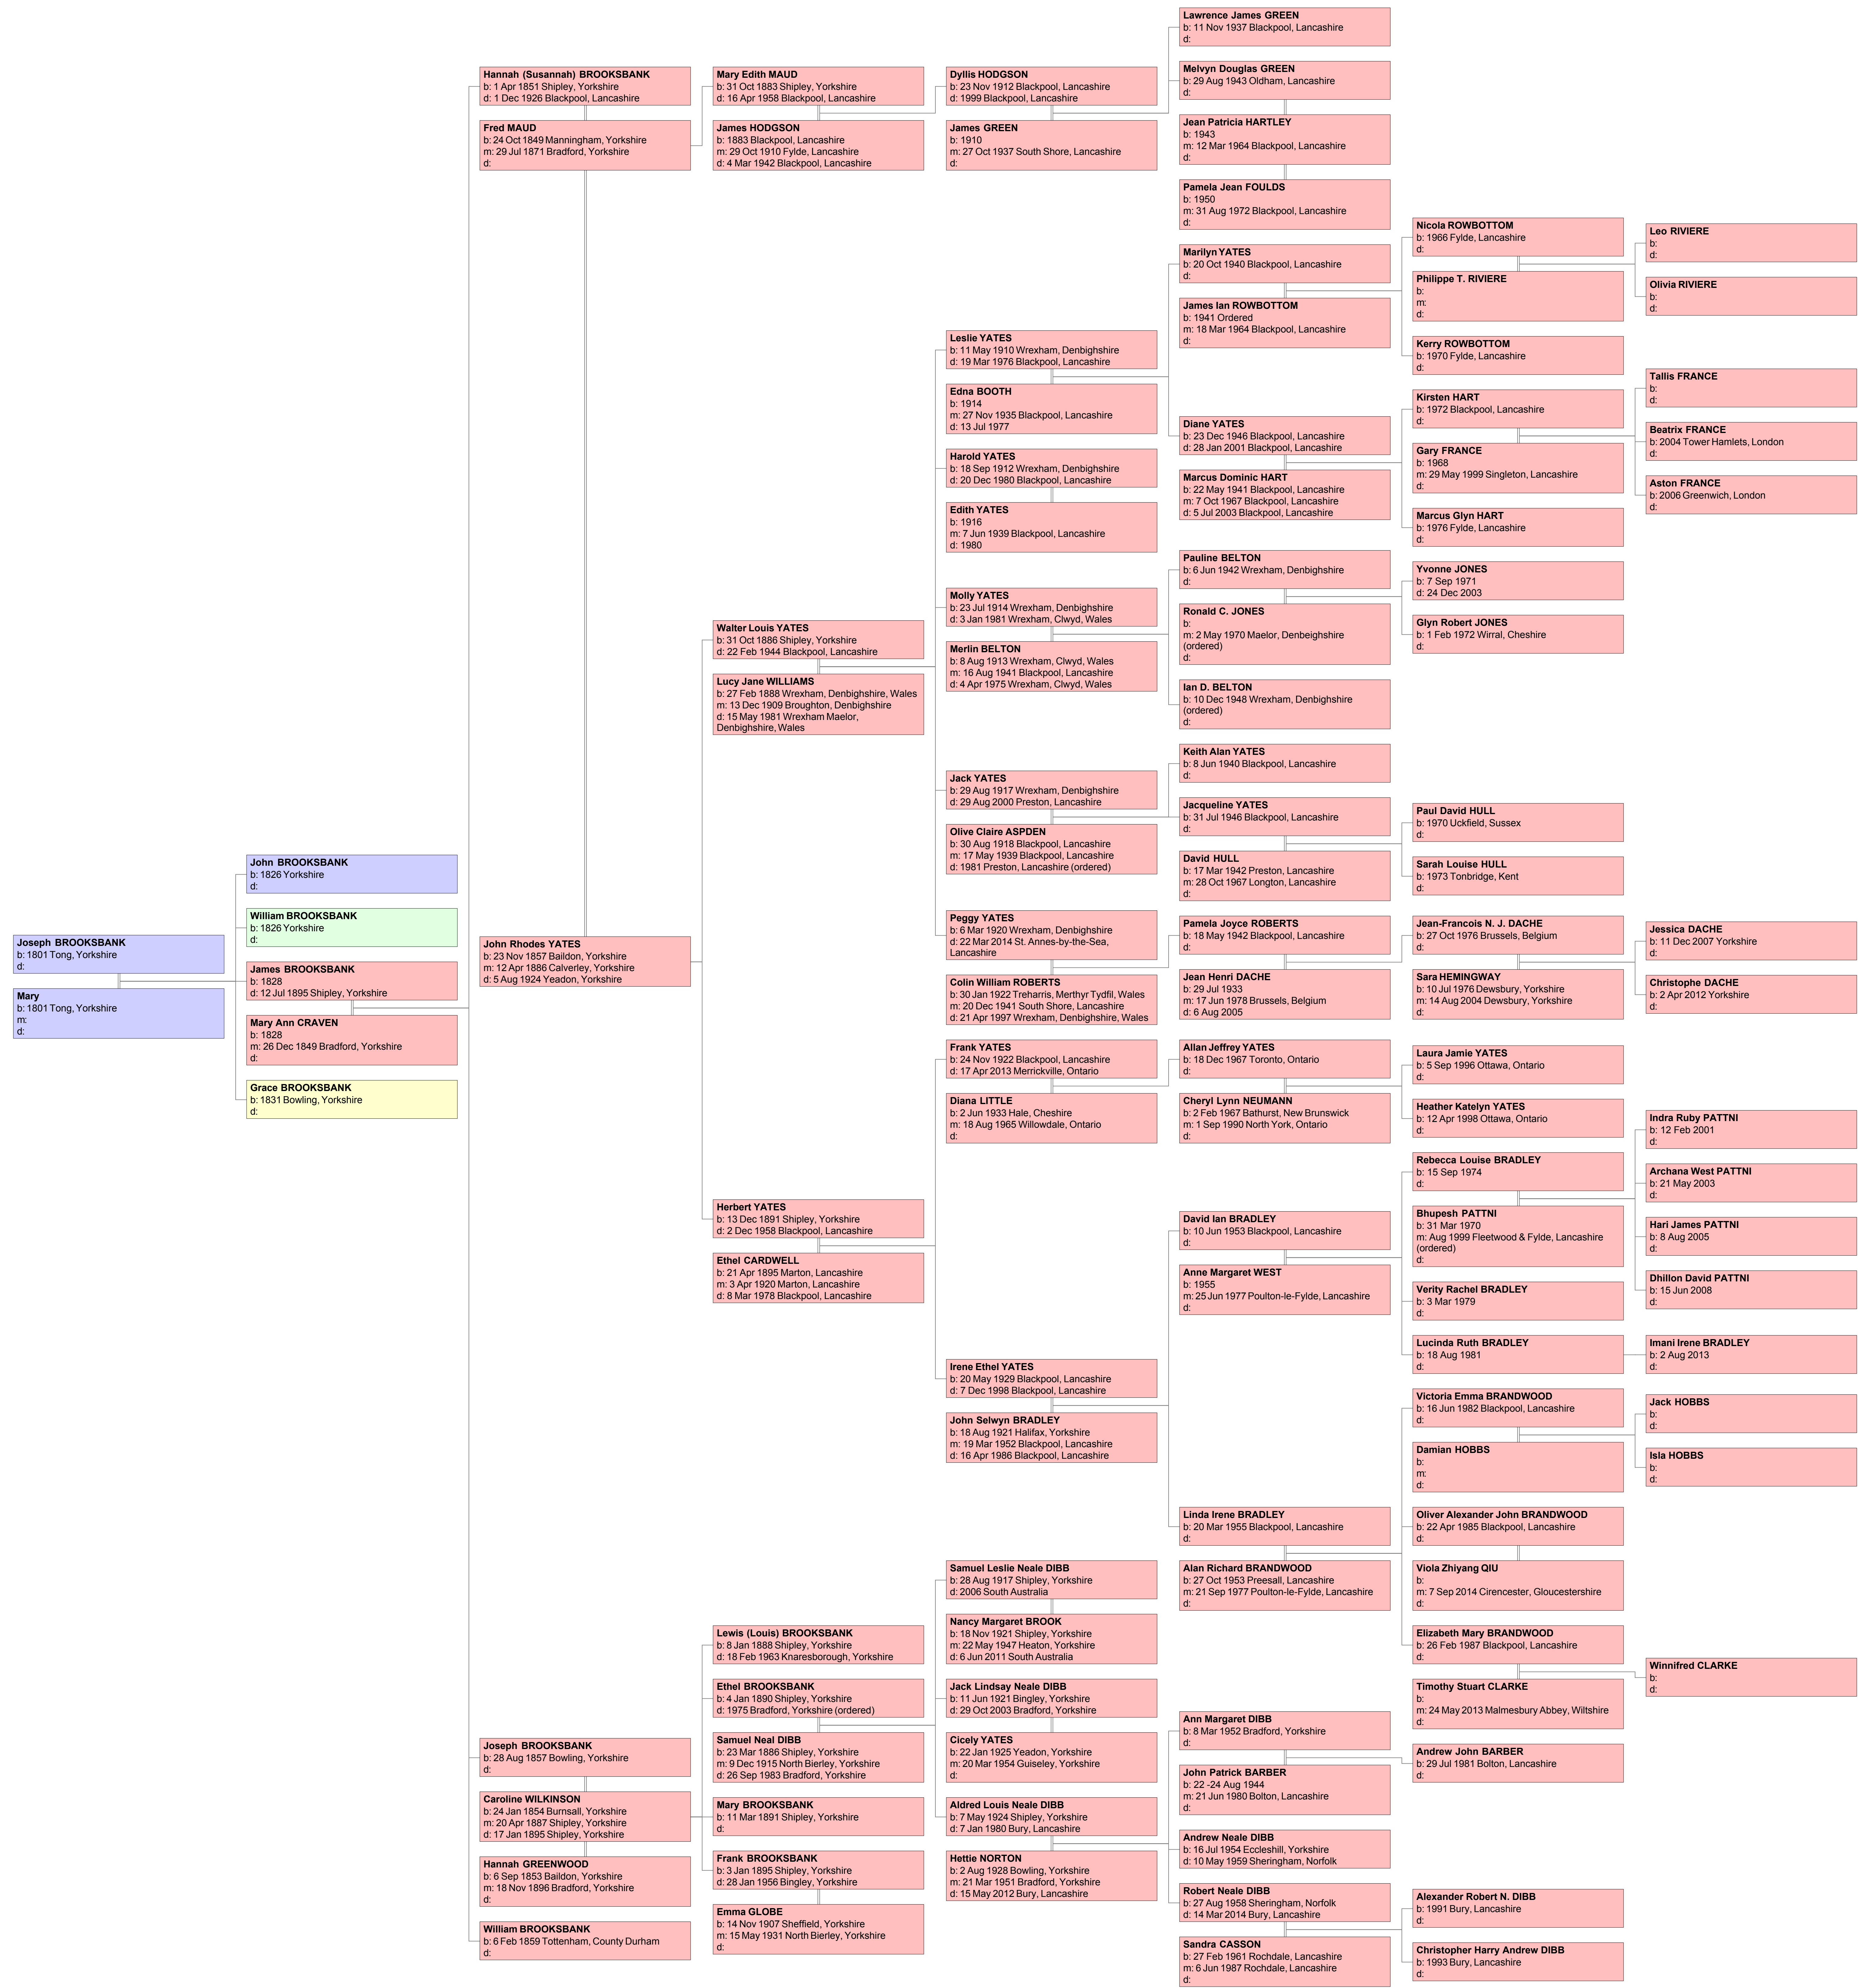 Joseph BROOKSBANK
b: 1801 Tong, Yorkshire
d:
Mary
b: 1801 Tong, Yorkshire
m:
d:
John BROOKSBANK
b: 1826 Yorkshire
d:
William BROOKSBANK
b: 1826 Yorkshire
d:
James BROOKSBANK
b: 1828
d: 12 Jul 1895 Shipley, Yorkshire
Mary Ann CRAVEN
b: 1828
m: 26 Dec 1849 Bradford, Yorkshire
d:
Grace BROOKSBANK
b: 1831 Bowling, Yorkshire
d:
Hannah (Susannah) BROOKSBANK
b: 1 Apr 1851 Shipley, Yorkshire
d: 1 Dec 1926 Blackpool, Lancashire
Fred MAUD
b: 24 Oct 1849 Manningham, Yorkshire
m: 29 Jul 1871 Bradford, Yorkshire
d:
John Rhodes YATES
b: 23 Nov 1857 Baildon, Yorkshire
m: 12 Apr 1886 Calverley, Yorkshire
d: 5 Aug 1924 Yeadon, Yorkshire
Joseph BROOKSBANK
b: 28 Aug 1857 Bowling, Yorkshire
d:
Caroline WILKINSON
b: 24 Jan 1854 Burnsall, Yorkshire
m: 20 Apr 1887 Shipley, Yorkshire
d: 17 Jan 1895 Shipley, Yorkshire
Hannah GREENWOOD
b: 6 Sep 1853 Baildon, Yorkshire
m: 18 Nov 1896 Bradford, Yorkshire
d:
William BROOKSBANK
b: 6 Feb 1859 Tottenham, County Durham
d:
Mary Edith MAUD
b: 31 Oct 1883 Shipley, Yorkshire
d: 16 Apr 1958 Blackpool, Lancashire
James HODGSON
b: 1883 Blackpool, Lancashire
m: 29 Oct 1910 Fylde, Lancashire
d: 4 Mar 1942 Blackpool, Lancashire
Walter Louis YATES
b: 31 Oct 1886 Shipley, Yorkshire
d: 22 Feb 1944 Blackpool, Lancashire
Lucy Jane WILLIAMS
b: 27 Feb 1888 Wrexham, Denbighshire, Wales
m: 13 Dec 1909 Broughton, Denbighshire
d: 15 May 1981 Wrexham Maelor,
Denbighshire, Wales
Herbert YATES
b: 13 Dec 1891 Shipley, Yorkshire
d: 2 Dec 1958 Blackpool, Lancashire
Ethel CARDWELL
b: 21 Apr 1895 Marton, Lancashire
m: 3 Apr 1920 Marton, Lancashire
d: 8 Mar 1978 Blackpool, Lancashire
Lewis (Louis) BROOKSBANK
b: 8 Jan 1888 Shipley, Yorkshire
d: 18 Feb 1963 Knaresborough, Yorkshire
Ethel BROOKSBANK
b: 4 Jan 1890 Shipley, Yorkshire
d: 1975 Bradford, Yorkshire (ordered)
Samuel Neal DIBB
b: 23 Mar 1886 Shipley, Yorkshire
m: 9 Dec 1915 North Bierley, Yorkshire
d: 26 Sep 1983 Bradford, Yorkshire
Mary BROOKSBANK
b: 11 Mar 1891 Shipley, Yorkshire
d:
Frank BROOKSBANK
b: 3 Jan 1895 Shipley, Yorkshire
d: 28 Jan 1956 Bingley, Yorkshire
Emma GLOBE
b: 14 Nov 1907 Sheffield, Yorkshire
m: 15 May 1931 North Bierley, Yorkshire
d:
Dyllis HODGSON
b: 23 Nov 1912 Blackpool, Lancashire
d: 1999 Blackpool, Lancashire
James GREEN
b: 1910
m: 27 Oct 1937 South Shore, Lancashire
d:
Leslie YATES
b: 11 May 1910 Wrexham, Denbighshire
d: 19 Mar 1976 Blackpool, Lancashire
Edna BOOTH
b: 1914
m: 27 Nov 1935 Blackpool, Lancashire
d: 13 Jul 1977
Harold YATES
b: 18 Sep 1912 Wrexham, Denbighshire
d: 20 Dec 1980 Blackpool, Lancashire
Edith YATES
b: 1916
m: 7 Jun 1939 Blackpool, Lancashire
d: 1980
Molly YATES
b: 23 Jul 1914 Wrexham, Denbighshire
d: 3 Jan 1981 Wrexham, Clwyd, Wales
Merlin BELTON
b: 8 Aug 1913 Wrexham, Clwyd, Wales
m: 16 Aug 1941 Blackpool, Lancashire
d: 4 Apr 1975 Wrexham, Clwyd, Wales
Jack YATES
b: 29 Aug 1917 Wrexham, Denbighshire
d: 29 Aug 2000 Preston, Lancashire
Olive Claire ASPDEN
b: 30 Aug 1918 Blackpool, Lancashire
m: 17 May 1939 Blackpool, Lancashire
d: 1981 Preston, Lancashire (ordered)
Peggy YATES
b: 6 Mar 1920 Wrexham, Denbighshire
d: 22 Mar 2014 St. Annes-by-the-Sea,
Lancashire
Colin William ROBERTS
b: 30 Jan 1922 Treharris, Merthyr Tydfil, Wales
m: 20 Dec 1941 South Shore, Lancashire
d: 21 Apr 1997 Wrexham, Denbighshire, Wales
Frank YATES
b: 24 Nov 1922 Blackpool, Lancashire
d: 17 Apr 2013 Merrickville, Ontario
Diana LITTLE
b: 2 Jun 1933 Hale, Cheshire
m: 18 Aug 1965 Willowdale, Ontario
d:
Irene Ethel YATES
b: 20 May 1929 Blackpool, Lancashire
d: 7 Dec 1998 Blackpool, Lancashire
John Selwyn BRADLEY
b: 18 Aug 1921 Halifax, Yorkshire
m: 19 Mar 1952 Blackpool, Lancashire
d: 16 Apr 1986 Blackpool, Lancashire
Samuel Leslie Neale DIBB
b: 28 Aug 1917 Shipley, Yorkshire
d: 2006 South Australia
Nancy Margaret BROOK
b: 18 Nov 1921 Shipley, Yorkshire
m: 22 May 1947 Heaton, Yorkshire
d: 6 Jun 2011 South Australia
Jack Lindsay Neale DIBB
b: 11 Jun 1921 Bingley, Yorkshire
d: 29 Oct 2003 Bradford, Yorkshire
Cicely YATES
b: 22 Jan 1925 Yeadon, Yorkshire
m: 20 Mar 1954 Guiseley, Yorkshire
d:
Aldred Louis Neale DIBB
b: 7 May 1924 Shipley, Yorkshire
d: 7 Jan 1980 Bury, Lancashire
Hettie NORTON
b: 2 Aug 1928 Bowling, Yorkshire
m: 21 Mar 1951 Bradford, Yorkshire
d: 15 May 2012 Bury, Lancashire
Lawrence James GREEN
b: 11 Nov 1937 Blackpool, Lancashire
d:
Melvyn Douglas GREEN
b: 29 Aug 1943 Oldham, Lancashire
d:
Jean Patricia HARTLEY
b: 1943
m: 12 Mar 1964 Blackpool, Lancashire
d:
Pamela Jean FOULDS
b: 1950
m: 31 Aug 1972 Blackpool, Lancashire
d:
Marilyn YATES
b: 20 Oct 1940 Blackpool, Lancashire
d:
James Ian ROWBOTTOM
b: 1941 Ordered
m: 18 Mar 1964 Blackpool, Lancashire
d:
Diane YATES
b: 23 Dec 1946 Blackpool, Lancashire
d: 28 Jan 2001 Blackpool, Lancashire
Marcus Dominic HART
b: 22 May 1941 Blackpool, Lancashire
m: 7 Oct 1967 Blackpool, Lancashire
d: 5 Jul 2003 Blackpool, Lancashire
Pauline BELTON
b: 6 Jun 1942 Wrexham, Denbighshire
d:
Ronald C. JONES
b:
m: 2 May 1970 Maelor, Denbeighshire
(ordered)
d:
Ian D. BELTON
b: 10 Dec 1948 Wrexham, Denbighshire
(ordered)
d:
Keith Alan YATES
b: 8 Jun 1940 Blackpool, Lancashire
d:
Jacqueline YATES
b: 31 Jul 1946 Blackpool, Lancashire
d:
David HULL
b: 17 Mar 1942 Preston, Lancashire
m: 28 Oct 1967 Longton, Lancashire
d:
Pamela Joyce ROBERTS
b: 18 May 1942 Blackpool, Lancashire
d:
Jean Henri DACHE
b: 29 Jul 1933
m: 17 Jun 1978 Brussels, Belgium
d: 6 Aug 2005
Allan Jeffrey YATES
b: 18 Dec 1967 Toronto, Ontario
d:
Cheryl Lynn NEUMANN
b: 2 Feb 1967 Bathurst, New Brunswick
m: 1 Sep 1990 North York, Ontario
d:
David Ian BRADLEY
b: 10 Jun 1953 Blackpool, Lancashire
d:
Anne Margaret WEST
b: 1955
m: 25 Jun 1977 Poulton-le-Fylde, Lancashire
d:
Linda Irene BRADLEY
b: 20 Mar 1955 Blackpool, Lancashire
d:
Alan Richard BRANDWOOD
b: 27 Oct 1953 Preesall, Lancashire
m: 21 Sep 1977 Poulton-le-Fylde, Lancashire
d:
Ann Margaret DIBB
b: 8 Mar 1952 Bradford, Yorkshire
d:
John Patrick BARBER
b: 22 -24 Aug 1944
m: 21 Jun 1980 Bolton, Lancashire
d:
Andrew Neale DIBB
b: 16 Jul 1954 Eccleshill, Yorkshire
d: 10 May 1959 Sheringham, Norfolk
Robert Neale DIBB
b: 27 Aug 1958 Sheringham, Norfolk
d: 14 Mar 2014 Bury, Lancashire
Sandra CASSON
b: 27 Feb 1961 Rochdale, Lancashire
m: 6 Jun 1987 Rochdale, Lancashire
d:
Nicola ROWBOTTOM
b: 1966 Fylde, Lancashire
d:
Philippe T. RIVIERE
b:
m:
d:
Kerry ROWBOTTOM
b: 1970 Fylde, Lancashire
d:
Kirsten HART
b: 1972 Blackpool, Lancashire
d:
Gary FRANCE
b: 1968
m: 29 May 1999 Singleton, Lancashire
d:
Marcus Glyn HART
b: 1976 Fylde, Lancashire
d:
Yvonne JONES
b: 7 Sep 1971
d: 24 Dec 2003
Glyn Robert JONES
b: 1 Feb 1972 Wirral, Cheshire
d:
Paul David HULL
b: 1970 Uckfield, Sussex
d:
Sarah Louise HULL
b: 1973 Tonbridge, Kent
d:
Jean-Francois N. J. DACHE
b: 27 Oct 1976 Brussels, Belgium
d:
Sara HEMINGWAY
b: 10 Jul 1976 Dewsbury, Yorkshire
m: 14 Aug 2004 Dewsbury, Yorkshire
d:
Laura Jamie YATES
b: 5 Sep 1996 Ottawa, Ontario
d:
Heather Katelyn YATES
b: 12 Apr 1998 Ottawa, Ontario
d:
Rebecca Louise BRADLEY
b: 15 Sep 1974
d:
Bhupesh PATTNI
b: 31 Mar 1970
m: Aug 1999 Fleetwood & Fylde, Lancashire
(ordered)
d:
Verity Rachel BRADLEY
b: 3 Mar 1979
d:
Lucinda Ruth BRADLEY
b: 18 Aug 1981
d:
Victoria Emma BRANDWOOD
b: 16 Jun 1982 Blackpool, Lancashire
d:
Damian HOBBS
b:
m:
d:
Oliver Alexander John BRANDWOOD
b: 22 Apr 1985 Blackpool, Lancashire
d:
Viola Zhiyang QIU
b:
m: 7 Sep 2014 Cirencester, Gloucestershire
d:
Elizabeth Mary BRANDWOOD
b: 26 Feb 1987 Blackpool, Lancashire
d:
Timothy Stuart CLARKE
b:
m: 24 May 2013 Malmesbury Abbey, Wiltshire
d:
Andrew John BARBER
b: 29 Jul 1981 Bolton, Lancashire
d:
Alexander Robert N. DIBB
b: 1991 Bury, Lancashire
d:
Christopher Harry Andrew DIBB
b: 1993 Bury, Lancashire
d:
Leo RIVIERE
b:
d:
Olivia RIVIERE
b:
d:
Tallis FRANCE
b:
d:
Beatrix FRANCE
b: 2004 Tower Hamlets, London
d:
Aston FRANCE
b: 2006 Greenwich, London
d:
Jessica DACHE
b: 11 Dec 2007 Yorkshire
d:
Christophe DACHE
b: 2 Apr 2012 Yorkshire
d:
Indra Ruby PATTNI
b: 12 Feb 2001
d:
Archana West PATTNI
b: 21 May 2003
d:
Hari James PATTNI
b: 8 Aug 2005
d:
Dhillon David PATTNI
b: 15 Jun 2008
d:
Imani Irene BRADLEY
b: 2 Aug 2013
d:
Jack HOBBS
b:
d:
Isla HOBBS
b:
d:
Winnifred CLARKE
b:
d: